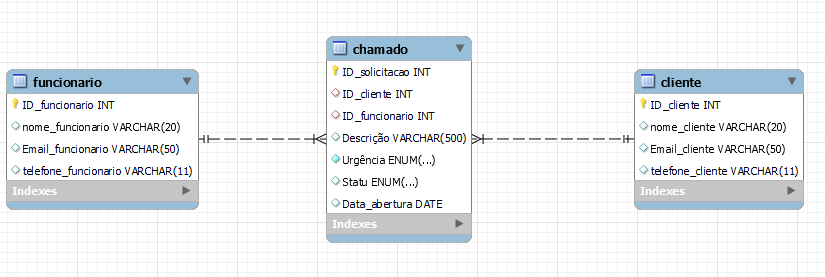 funcionario
ID_funcionario INT
nome_funcionario VARCHAR(20)
Email_funcionario VARCHAR(50)
telefone_funcionario VARCHAR(11)
Indexes
chamado
ID_solicitacao INT
ID_cliente INT
ID_funcionario INT
Descrição VARCHAR(500)
Urgência ENUM(...)
Statu ENUM(...)
Data_abertura DATE
Indexes
cliente
ID_cliente INT
nome_cliente VARCHAR(20)
Email_cliente VARCHAR(50)
telefone_cliente VARCHAR(11)
Indexes